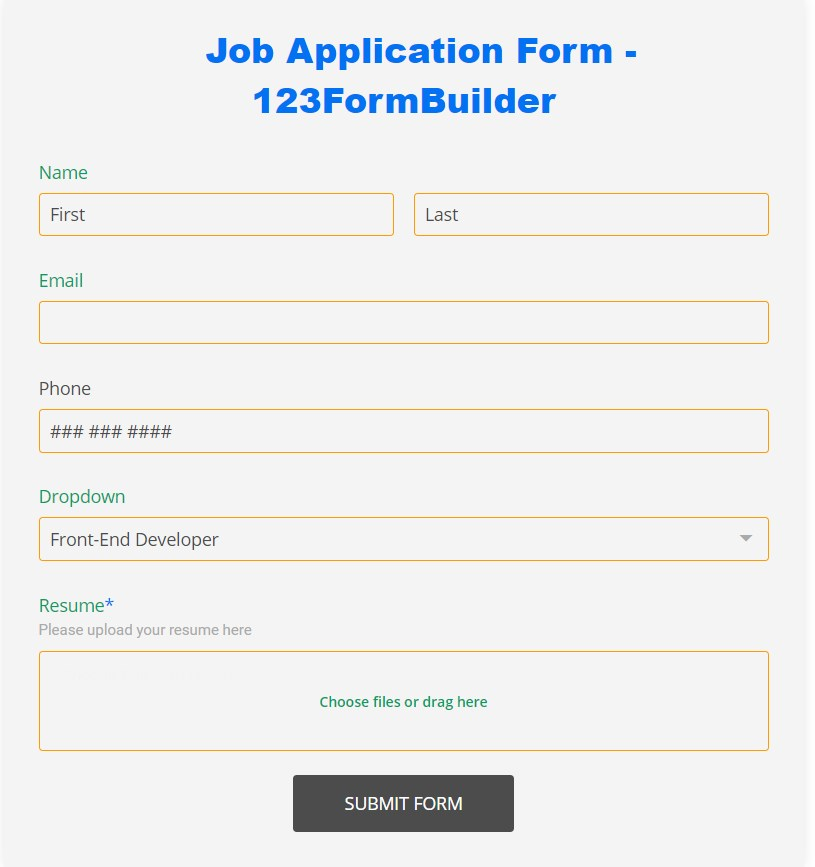 Job Application Form -
123FormBuilder
Name
First Last
Email
Phone
### ### ####
Dropdown
Front-End Developer
Resume*
Please upload your resume here
Choose files or drag here
SUBMIT FORM